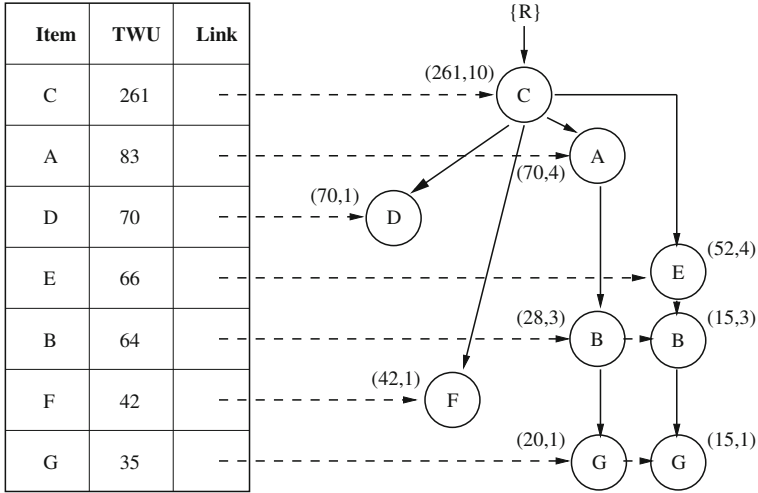 Item TWU Link
C 261
A 83
D 70
E 66
B 64
F 42
G 35
{R}
(261,10)
C
A
(70,4)
(70,1)
D
(52,4)
E
(28,3)
B
(15,3)
B
(42,1)
F
(20,1)
G
(15,1)
G